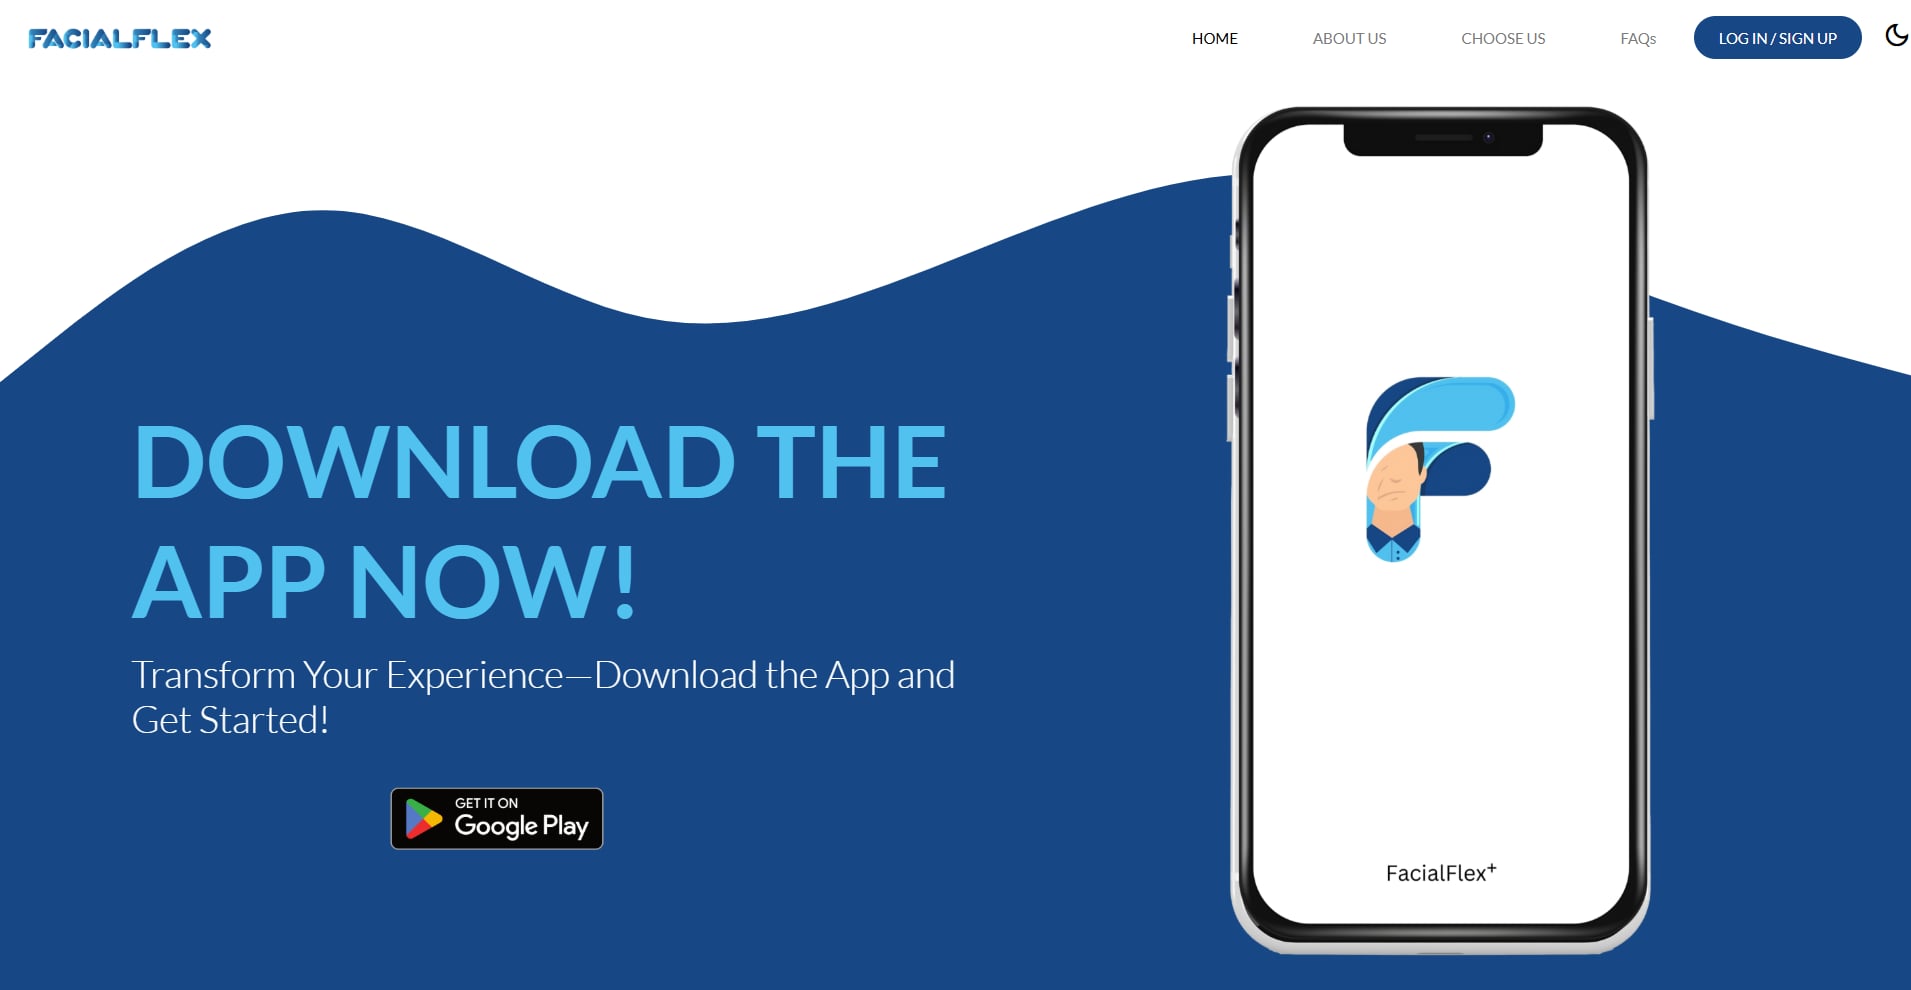 FACIALFLEX
HOME
ABOUT US
CHOOSE US
FAQs
LOG IN / SIGN UP
DOWNLOAD THE
APP NOW!
Transform Your Experience—Download the App and
Get Started!
GET IT ON
Google Play
FacialFlex⁺